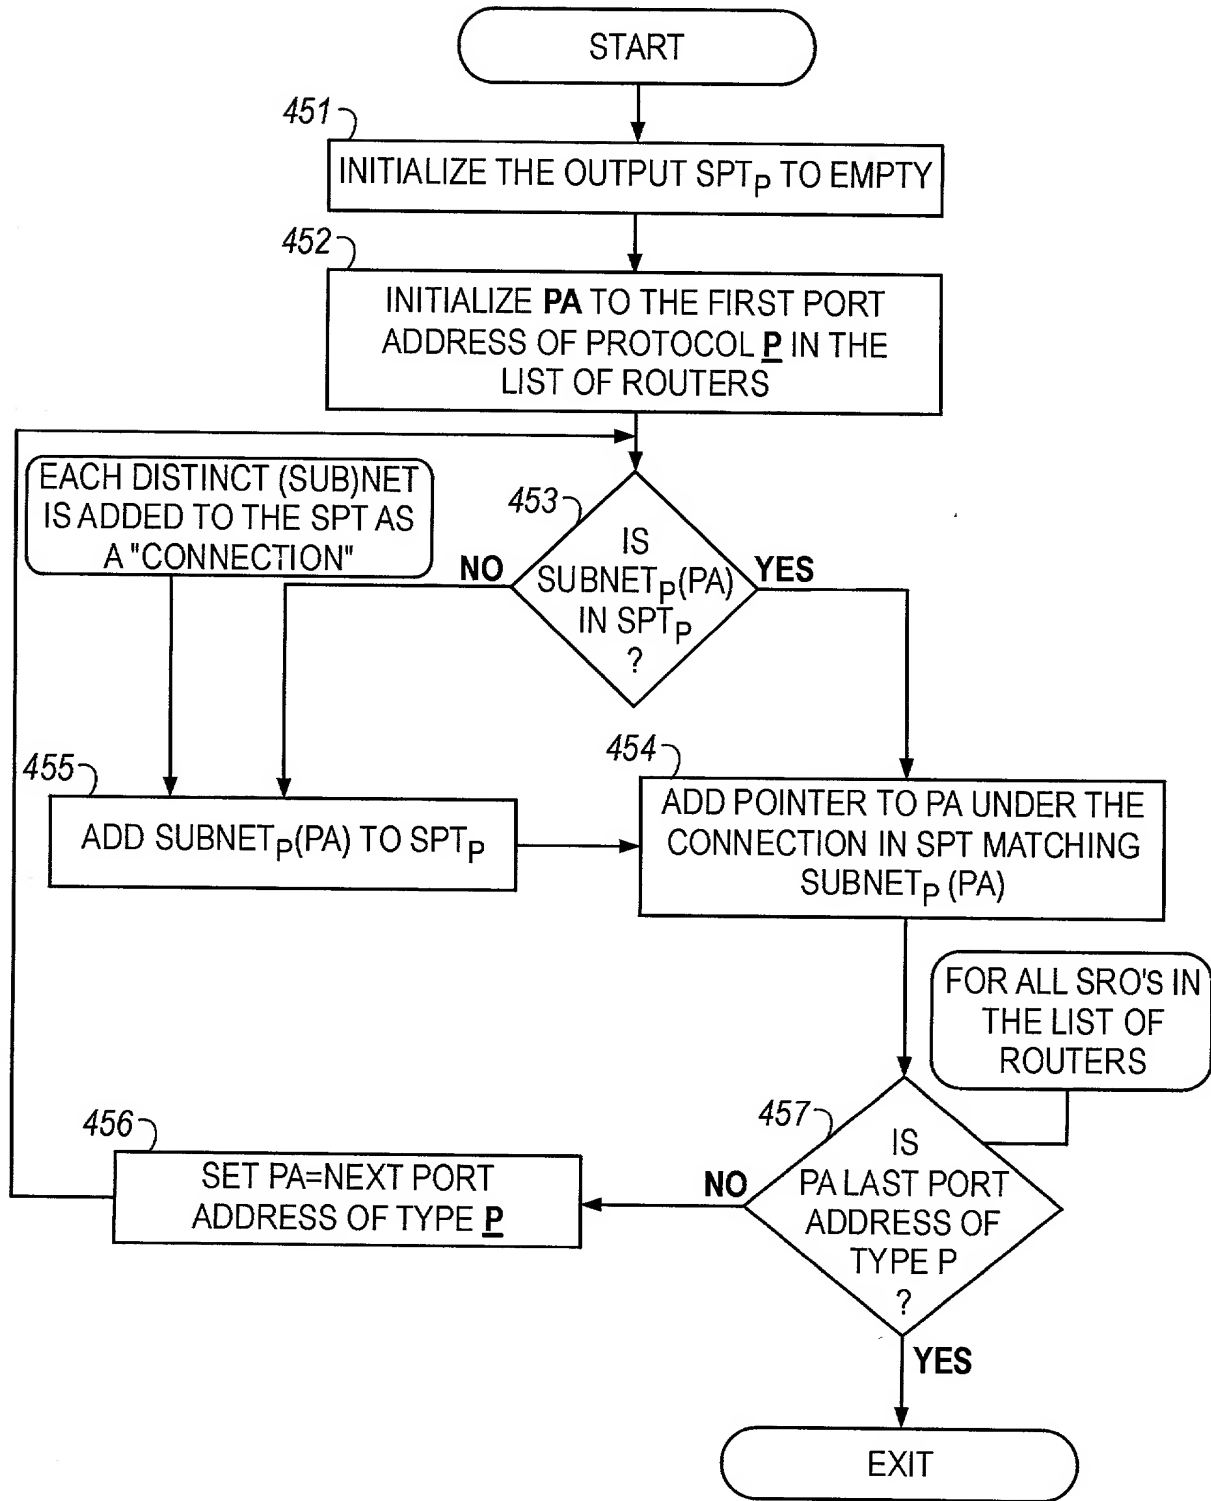 START
451
INITIALIZE THE OUTPUT SPTP TO EMPTY
452
INITIALIZE PA TO THE FIRST PORT
ADDRESS OF PROTOCOL P IN THE
LIST OF ROUTERS
EACH DISTINCT (SUB)NET
IS ADDED TO THE SPT AS
A "CONNECTION"
453
IS
SUBNETP(PA)
IN SPTP
?
NO
YES
455
ADD SUBNETP(PA) TO SPTP
454
ADD POINTER TO PA UNDER THE
CONNECTION IN SPT MATCHING
SUBNETP (PA)
FOR ALL SRO'S IN
THE LIST OF
ROUTERS
456
SET PA=NEXT PORT
ADDRESS OF TYPE P
457
IS
PA LAST PORT
ADDRESS OF
TYPE P
?
NO
YES
EXIT